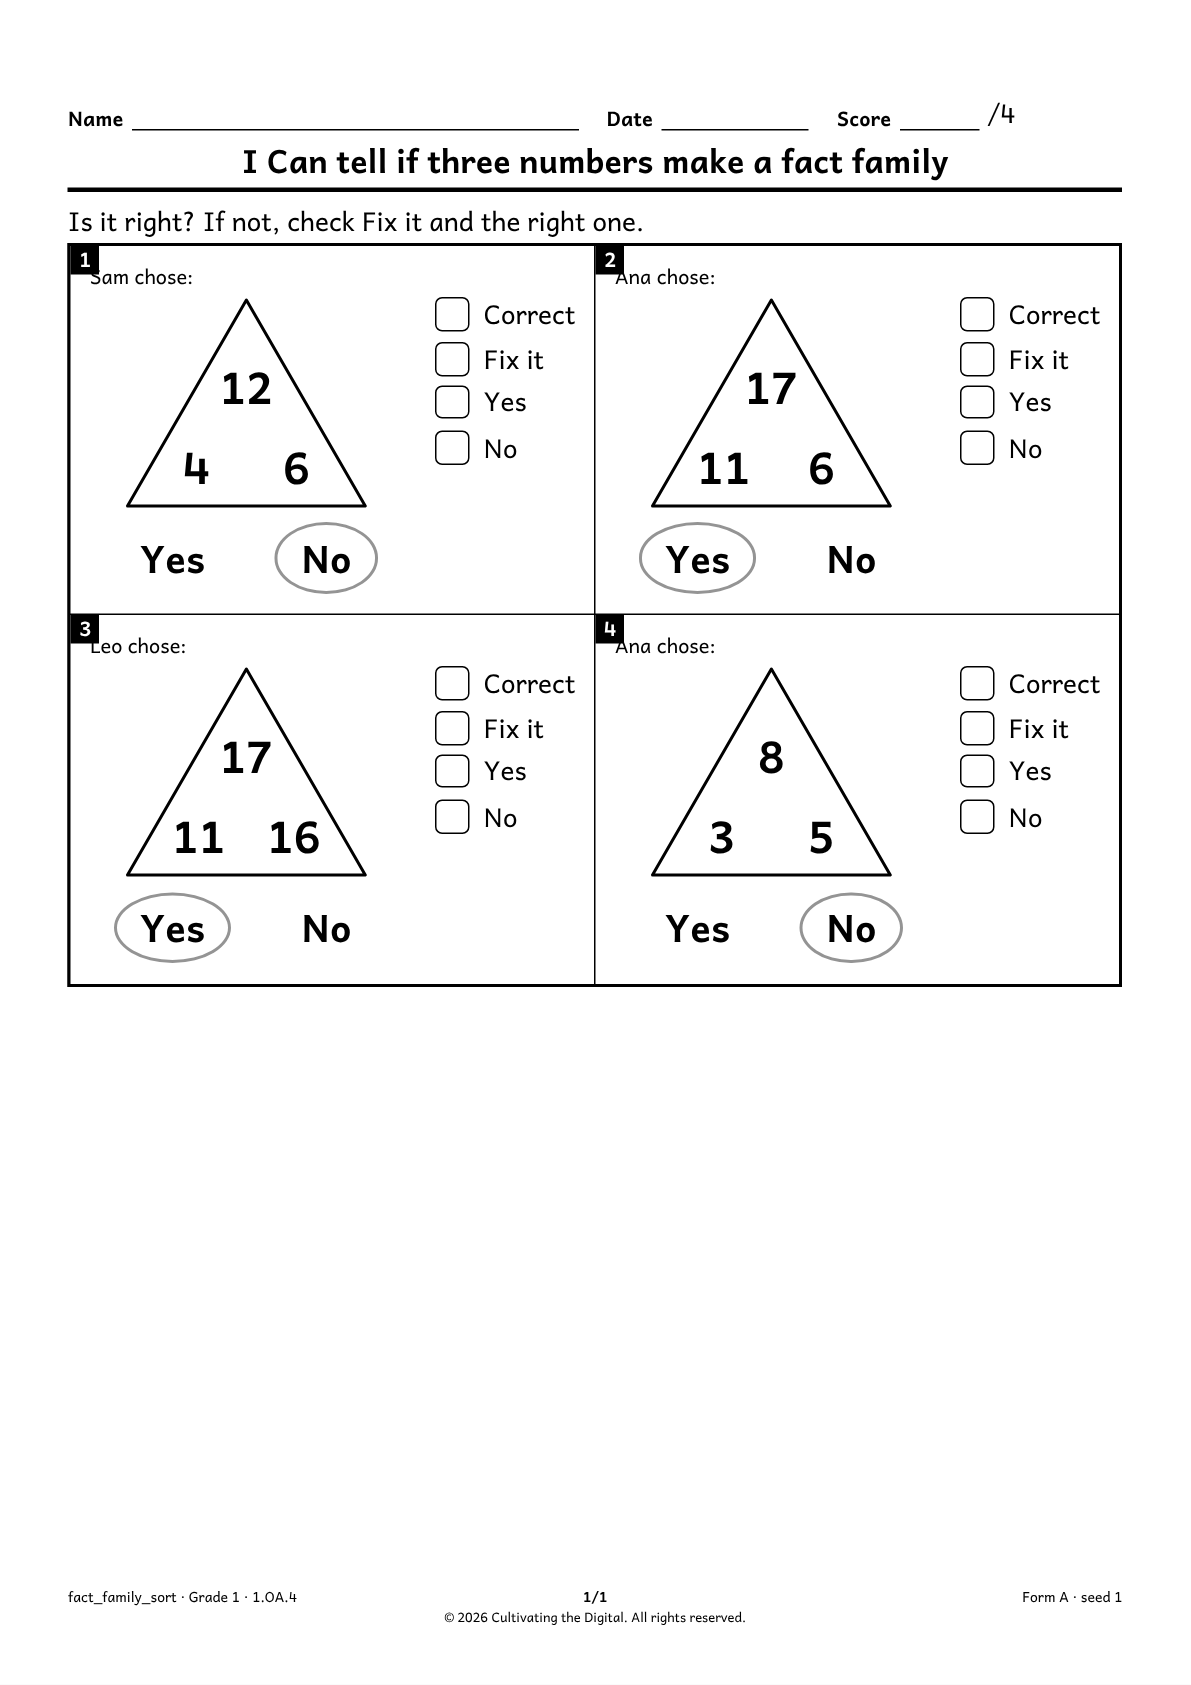 Name Date Score /4
I Can tell if three numbers make a fact family
Is it right? If not, check Fix it and the right one.
1
Sam chose:
12
4 6
Yes No
Correct
Fix it
Yes
No
2
Ana chose:
17
11 6
Yes No
Correct
Fix it
Yes
No
3
Leo chose:
17
11 16
Yes No
Correct
Fix it
Yes
No
4
Ana chose:
8
3 5
Yes No
Correct
Fix it
Yes
No
fact_family_sort · Grade 1 · 1.OA.4 1/1 Form A · seed 1
© 2026 Cultivating the Digital. All rights reserved.